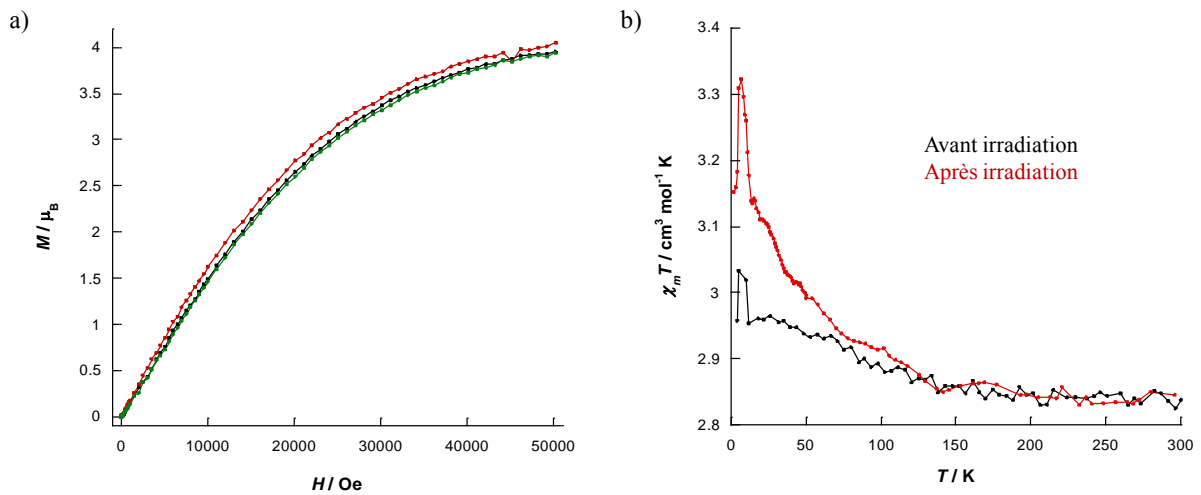 a)
M / μB
4
3.5
3
2.5
2
1.5
1
0.5
0
0 10000 20000 30000 40000 50000
H / Oe
b)
χmT / cm³ mol⁻¹ K
3.4
3.3
3.2
3.1
3
2.9
2.8
Avant irradiation
Après irradiation
0 50 100 150 200 250 300
T / K